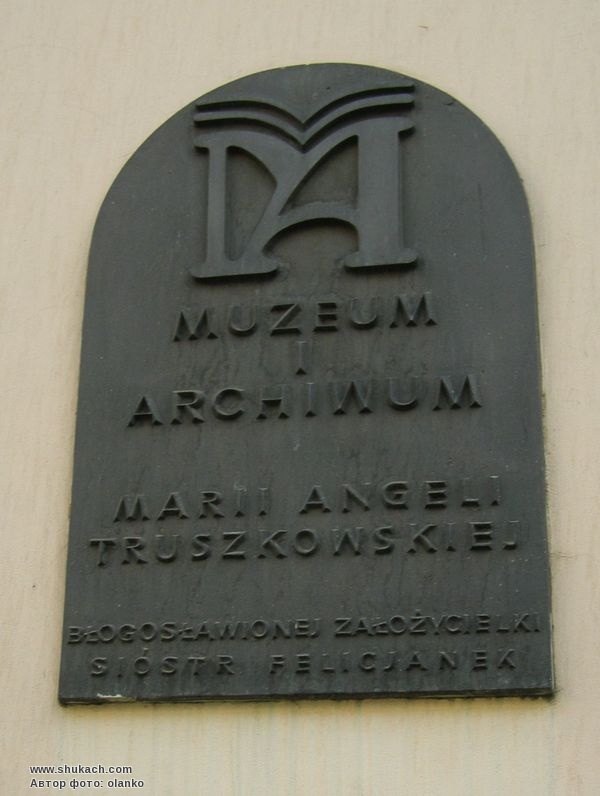 MUZEUM
I
ARCHIWUM
MARII ANGELI
TRUSZKOWSKIEJ
BŁOGOSŁAWIONEJ ZAŁOŻYCIELKI
SIÓSTR FELICJANEK
www.shukach.com
Автор фото: olanko